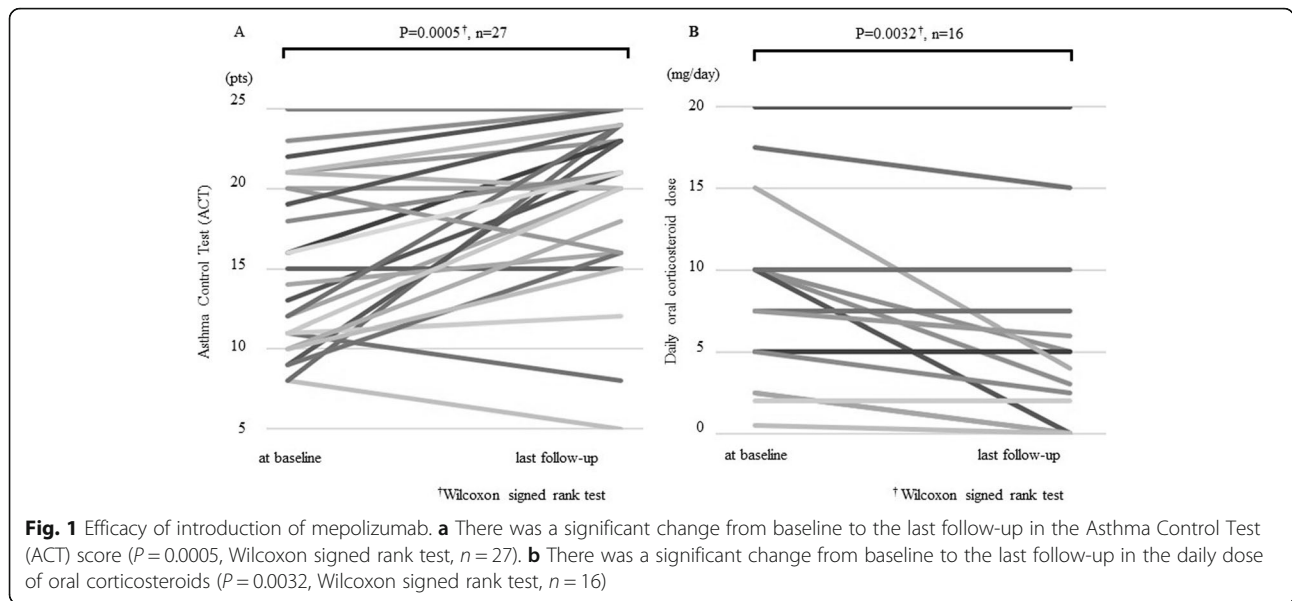 A
P=0.0005†, n=27
(pts)
25
20
15
10
5
Asthma Control Test (ACT)
at baseline
last follow-up
†Wilcoxon signed rank test
B
P=0.0032†, n=16
(mg/day)
20
15
10
5
0
Daily oral corticosteroid dose
at baseline
last follow-up
†Wilcoxon signed rank test
Fig. 1 Efficacy of introduction of mepolizumab. a There was a significant change from baseline to the last follow-up in the Asthma Control Test
(ACT) score (P = 0.0005, Wilcoxon signed rank test, n = 27). b There was a significant change from baseline to the last follow-up in the daily dose
of oral corticosteroids (P = 0.0032, Wilcoxon signed rank test, n = 16)